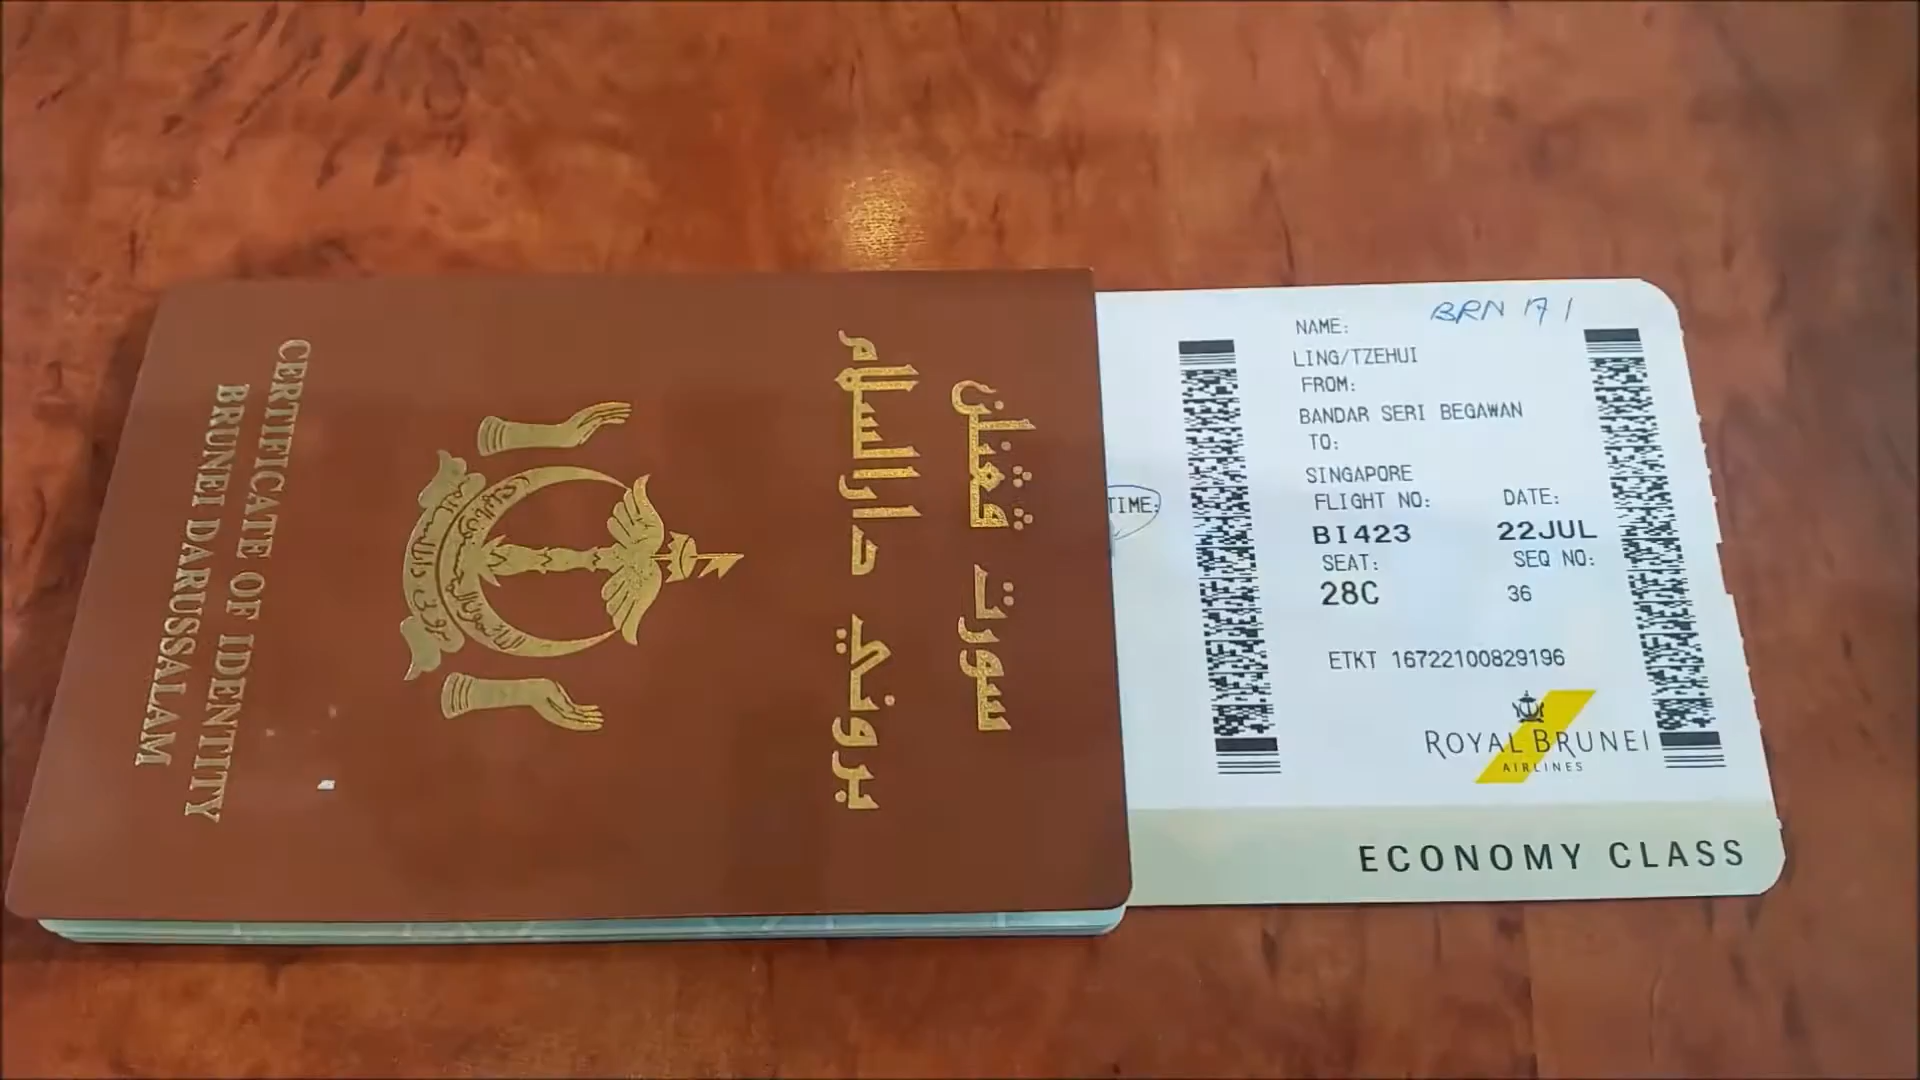 سورت ڤڠنلن
بروني دارالسلام
CERTIFICATE OF IDENTITY
BRUNEI DARUSSALAM
BRN 171
NAME:
LING/TZEHUI
FROM:
BANDAR SERI BEGAWAN
TO:
SINGAPORE
TIME:
FLIGHT NO: DATE:
BI423 22JUL
SEAT: SEQ NO:
28C 36
ETKT 16722100829196
ROYAL BRUNEI
AIRLINES
ECONOMY CLASS